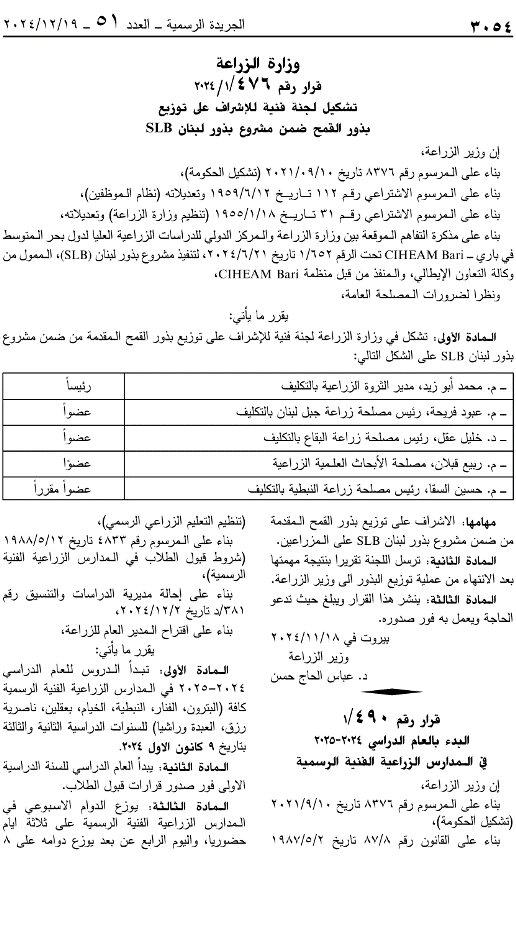 ٣٠٥٤
الجريدة الرسمية ــ العدد ٥١ ــ ٢٠٢٤/١٢/١٩
وزارة الزراعة
قرار رقم ٢٠٢٤/١/٤٧٦
تشكيل لجنة فنية للإشراف على توزيع
بذور القمح ضمن مشروع بذور لبنان SLB
إن وزير الزراعة،
بناء على المرسوم رقم ٨٣٧٦ تاريخ ٢٠٢١/٠٩/١٠ (تشكيل الحكومة)،
بناء على المرسوم الاشتراعي رقم ١١٢ تاريخ ١٩٥٩/٦/١٢ وتعديلاته (نظام الموظفين)،
بناء على المرسوم الاشتراعي رقم ٣١ تاريخ ١٩٥٥/١/١٨ (تنظيم وزارة الزراعة) وتعديلاته،
بناء على مذكرة التفاهم الموقعة بين وزارة الزراعة والمركز الدولي للدراسات الزراعية العليا لدول بحر المتوسط
في باري ــ CIHEAM Bari تحت الرقم ١/٦٥٢ تاريخ ٢٠٢٤/٦/٢١، لتنفيذ مشروع بذور لبنان (SLB)، الممول من
وكالة التعاون الإيطالي، والمنفذ من قبل منظمة CIHEAM Bari،
ونظرا لضرورات المصلحة العامة،
يقرر ما يأتي:
المادة الأولى: تشكل في وزارة الزراعة لجنة فنية للإشراف على توزيع بذور القمح المقدمة من ضمن مشروع
بذور لبنان SLB على الشكل التالي:
ــ م. محمد أبو زيد، مدير الثروة الزراعية بالتكليف رئيساً
ــ م. عبود فريحة، رئيس مصلحة زراعة جبل لبنان بالتكليف عضواً
ــ د. خليل عقل، رئيس مصلحة زراعة البقاع بالتكليف عضواً
ــ م. ربيع قبلان، مصلحة الأبحاث العلمية الزراعية عضوًا
ــ م. حسين السقا، رئيس مصلحة زراعة النبطية بالتكليف عضواً مقرراً
مهامها: الاشراف على توزيع بذور القمح المقدمة
من ضمن مشروع بذور لبنان SLB على المزارعين.
المادة الثانية: ترسل اللجنة تقريرا بنتيجة مهمتها
بعد الانتهاء من عملية توزيع البذور الى وزير الزراعة.
المادة الثالثة: ينشر هذا القرار ويبلغ حيث تدعو
الحاجة ويعمل به فور صدوره.
بيروت في ٢٠٢٤/١١/١٨
وزير الزراعة
د. عباس الحاج حسن
قرار رقم ١/٤٩٠
البدء بالعام الدراسي ٢٠٢٤-٢٠٢٥
في المدارس الزراعية الفنية الرسمية
إن وزير الزراعة،
بناء على المرسوم رقم ٨٣٧٦ تاريخ ٢٠٢١/٩/١٠
(تشكيل الحكومة)،
بناء على القانون رقم ٨٧/٨ تاريخ ١٩٨٧/٥/٢
(تنظيم التعليم الزراعي الرسمي)،
بناء على المرسوم رقم ٤٨٣٣ تاريخ ١٩٨٨/٥/١٢
(شروط قبول الطلاب في المدارس الزراعية الفنية
الرسمية)،
بناء على إحالة مديرية الدراسات والتنسيق رقم
٣٨١/د تاريخ ٢٠٢٤/١٢/٢،
بناء على اقتراح المدير العام للزراعة،
يقرر ما يأتي:
المادة الأولى: تبدأ الدروس للعام الدراسي
٢٠٢٤-٢٠٢٥ في المدارس الزراعية الفنية الرسمية
كافة (البترون، الفنار، النبطية، الخيام، بعقلين، ناصرية
رزق، العبدة وراشيا) للسنوات الدراسية الثانية والثالثة
بتاريخ ٩ كانون الاول ٢٠٢٤.
المادة الثانية: يبدأ العام الدراسي للسنة الدراسية
الاولى فور صدور قرارات قبول الطلاب.
المادة الثالثة: يوزع الدوام الاسبوعي في
المدارس الزراعية الفنية الرسمية على ثلاثة ايام
حضوريا، واليوم الرابع عن بعد يوزع دوامه على ٨